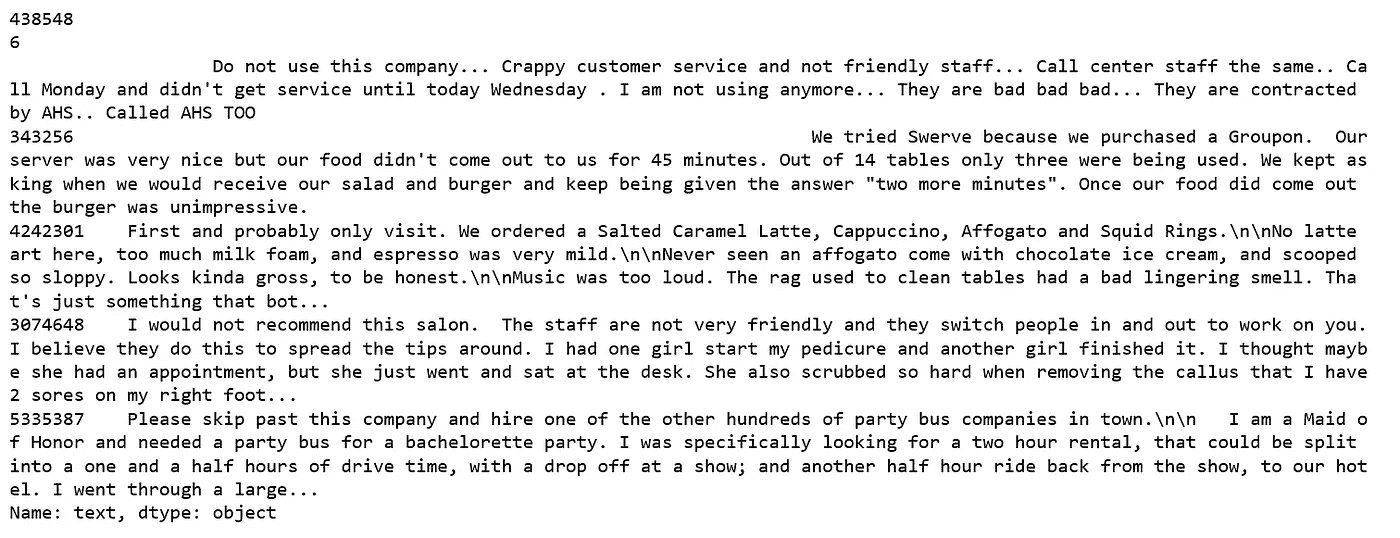 438548
6
Do not use this company... Crappy customer service and not friendly staff... Call center staff the same.. Ca
ll Monday and didn't get service until today Wednesday . I am not using anymore... They are bad bad bad... They are contracted
by AHS.. Called AHS TOO
343256 We tried Swerve because we purchased a Groupon.  Our
server was very nice but our food didn't come out to us for 45 minutes. Out of 14 tables only three were being used. We kept as
king when we would receive our salad and burger and keep being given the answer "two more minutes". Once our food did come out
the burger was unimpressive.
4242301    First and probably only visit. We ordered a Salted Caramel Latte, Cappuccino, Affogato and Squid Rings.\n\nNo latte
art here, too much milk foam, and espresso was very mild.\n\nNever seen an affogato come with chocolate ice cream, and scooped
so sloppy. Looks kinda gross, to be honest.\n\nMusic was too loud. The rag used to clean tables had a bad lingering smell. Tha
t's just something that bot...
3074648    I would not recommend this salon.  The staff are not very friendly and they switch people in and out to work on you.
I believe they do this to spread the tips around. I had one girl start my pedicure and another girl finished it. I thought mayb
e she had an appointment, but she just went and sat at the desk. She also scrubbed so hard when removing the callus that I have
2 sores on my right foot...
5335387    Please skip past this company and hire one of the other hundreds of party bus companies in town.\n\n   I am a Maid o
f Honor and needed a party bus for a bachelorette party. I was specifically looking for a two hour rental, that could be split
into a one and a half hours of drive time, with a drop off at a show; and another half hour ride back from the show, to our hot
el. I went through a large...
Name: text, dtype: object